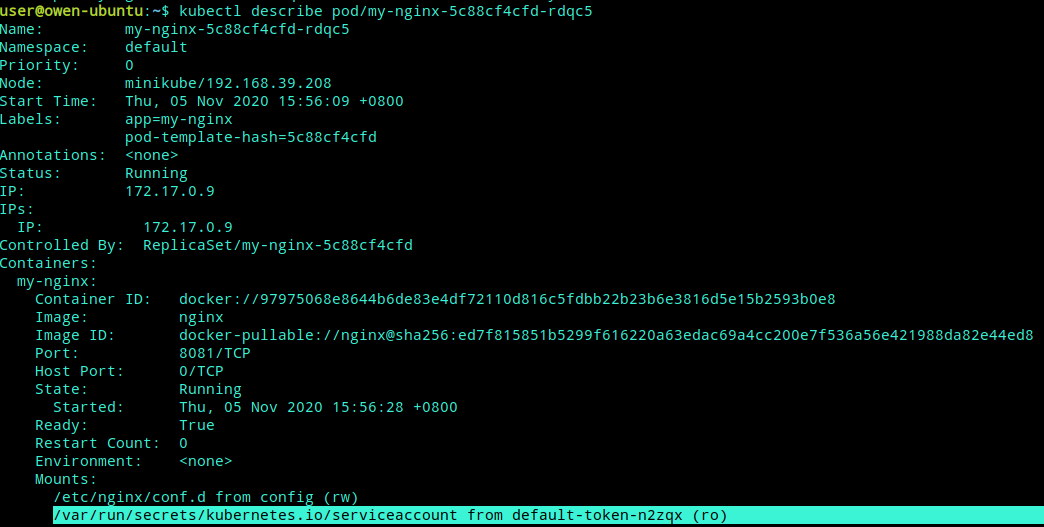 user@owen-ubuntu:~$ kubectl describe pod/my-nginx-5c88cf4cfd-rdqc5
Name:         my-nginx-5c88cf4cfd-rdqc5
Namespace:    default
Priority:     0
Node:         minikube/192.168.39.208
Start Time:   Thu, 05 Nov 2020 15:56:09 +0800
Labels:       app=my-nginx
              pod-template-hash=5c88cf4cfd
Annotations:  <none>
Status:       Running
IP:           172.17.0.9
IPs:
  IP:           172.17.0.9
Controlled By:  ReplicaSet/my-nginx-5c88cf4cfd
Containers:
  my-nginx:
    Container ID:   docker://97975068e8644b6de83e4df72110d816c5fdbb22b23b6e3816d5e15b2593b0e8
    Image:          nginx
    Image ID:       docker-pullable://nginx@sha256:ed7f815851b5299f616220a63edac69a4cc200e7f536a56e421988da82e44ed8
    Port:           8081/TCP
    Host Port:      0/TCP
    State:          Running
      Started:      Thu, 05 Nov 2020 15:56:28 +0800
    Ready:          True
    Restart Count:  0
    Environment:    <none>
    Mounts:
      /etc/nginx/conf.d from config (rw)
      /var/run/secrets/kubernetes.io/serviceaccount from default-token-n2zqx (ro)